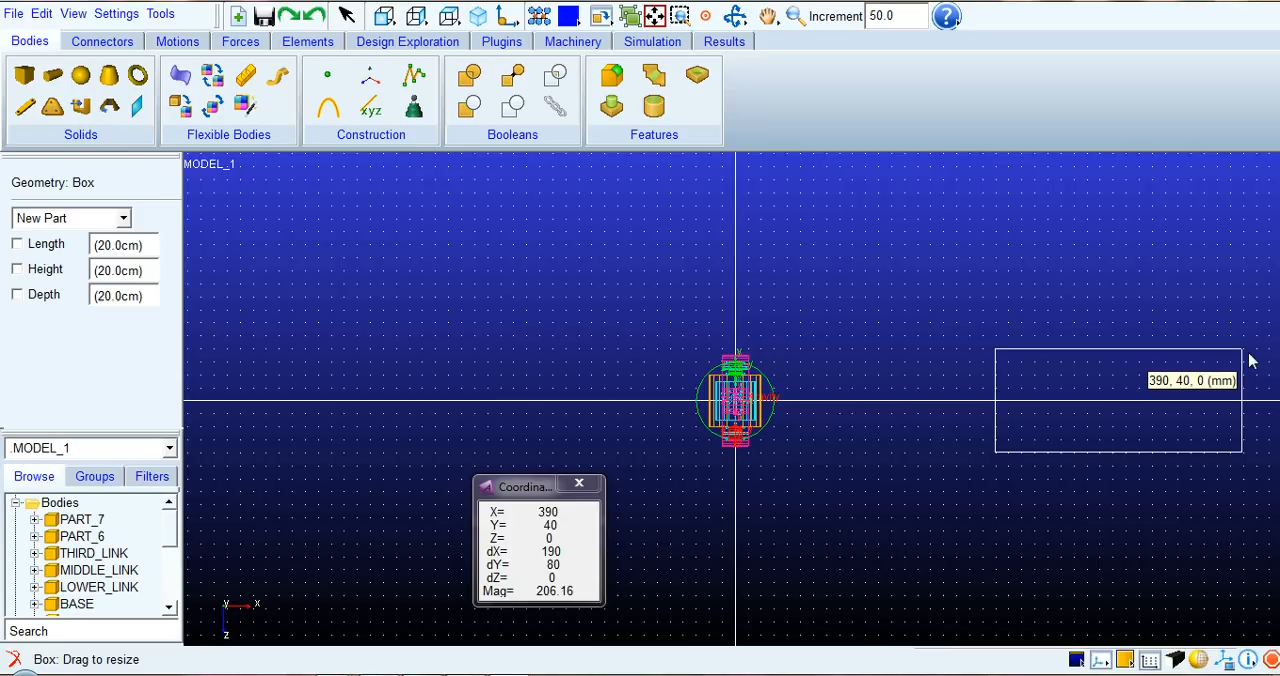 File Edit View Settings Tools
Increment 50.0 ?
Bodies Connectors Motions Forces Elements Design Exploration Plugins Machinery Simulation Results
xyz
Solids Flexible Bodies Construction Booleans Features
MODEL_1
Geometry: Box
New Part
Length (20.0cm)
Height (20.0cm)
Depth (20.0cm)
390, 40, 0 (mm)
.MODEL_1
Browse Groups Filters
Bodies
PART_7
PART_6
THIRD_LINK
MIDDLE_LINK
LOWER_LINK
BASE
Search
Coordina...
X= 390
Y= 40
Z= 0
dX= 190
dY= 80
dZ= 0
Mag= 206.16
y x
z
Box: Drag to resize